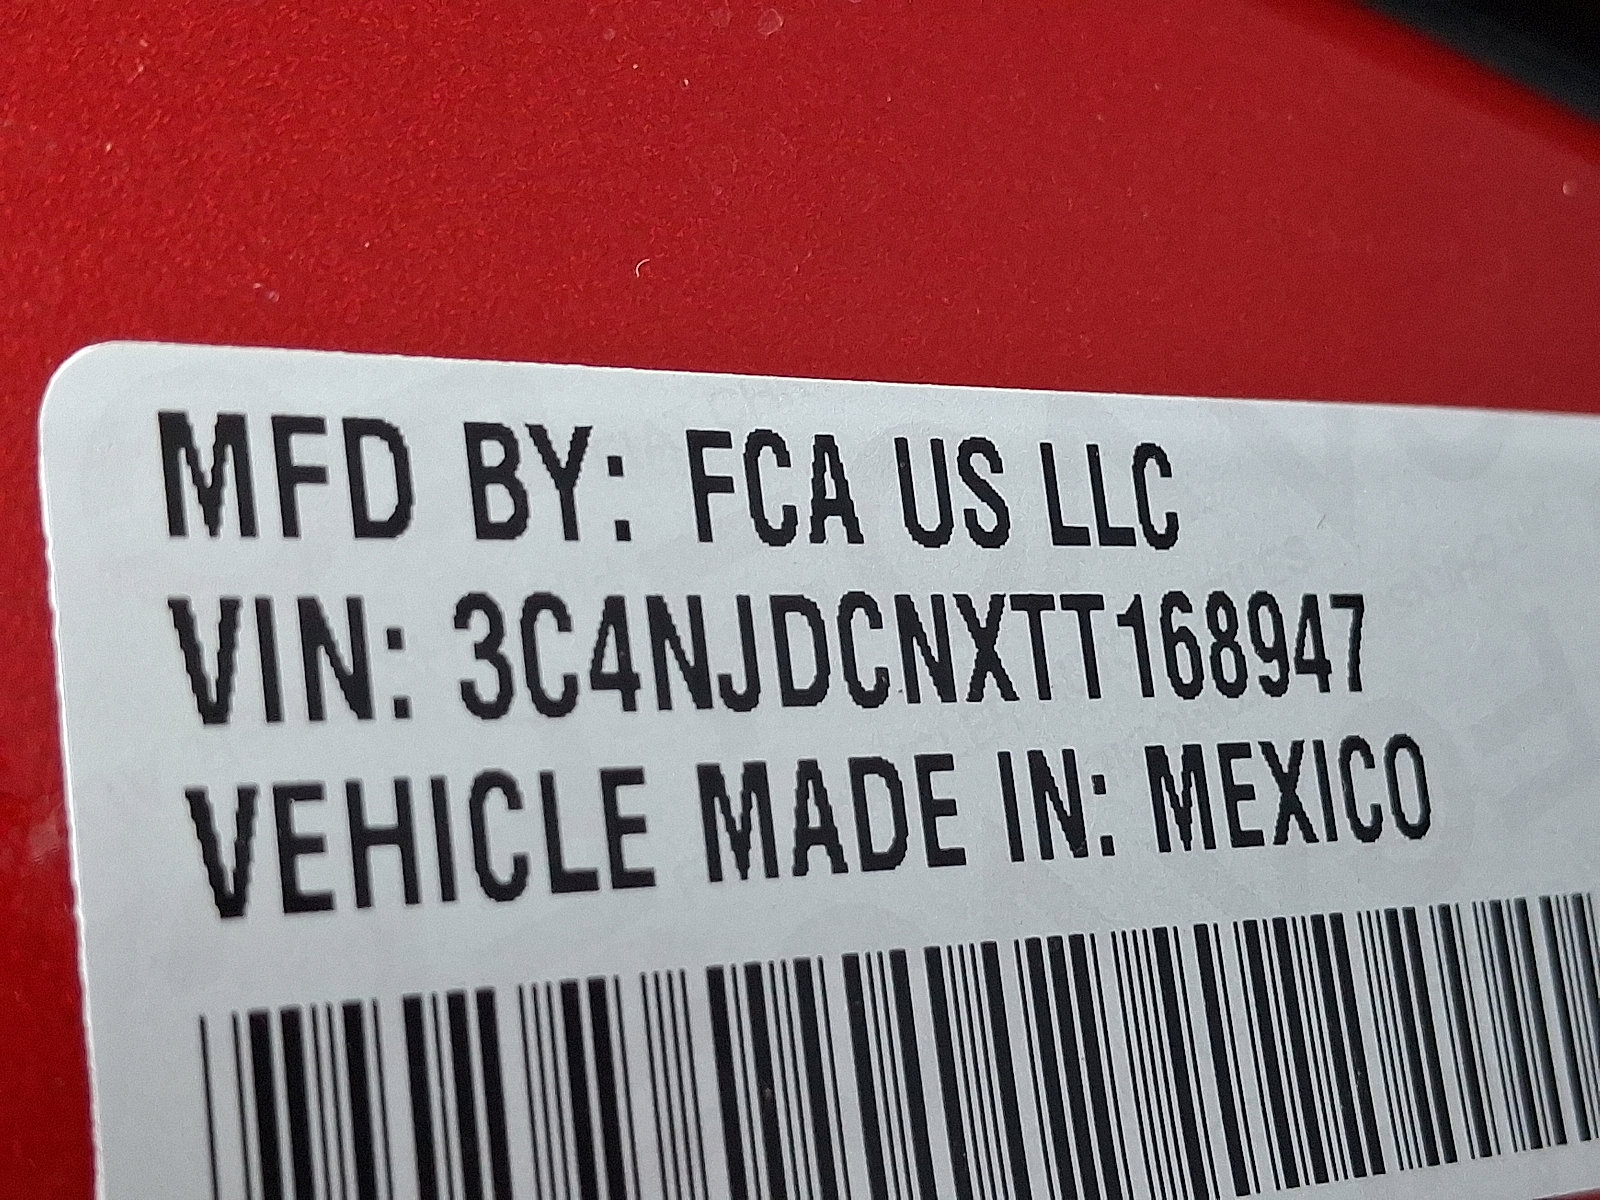 MFD BY: FCA US LLC
VIN: 3C4NJDCNXTT168947
VEHICLE MADE IN: MEXICO